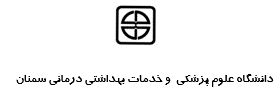 دانشگاه علوم پزشکی و خدمات بهداشتی درمانی سمنان